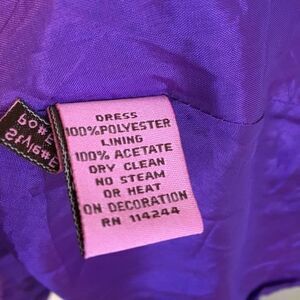 DRESS
100%POLYESTER
LINING
100% ACETATE
DRY CLEAN
NO STEAM
OR HEAT
ON DECORATION
RN 114244